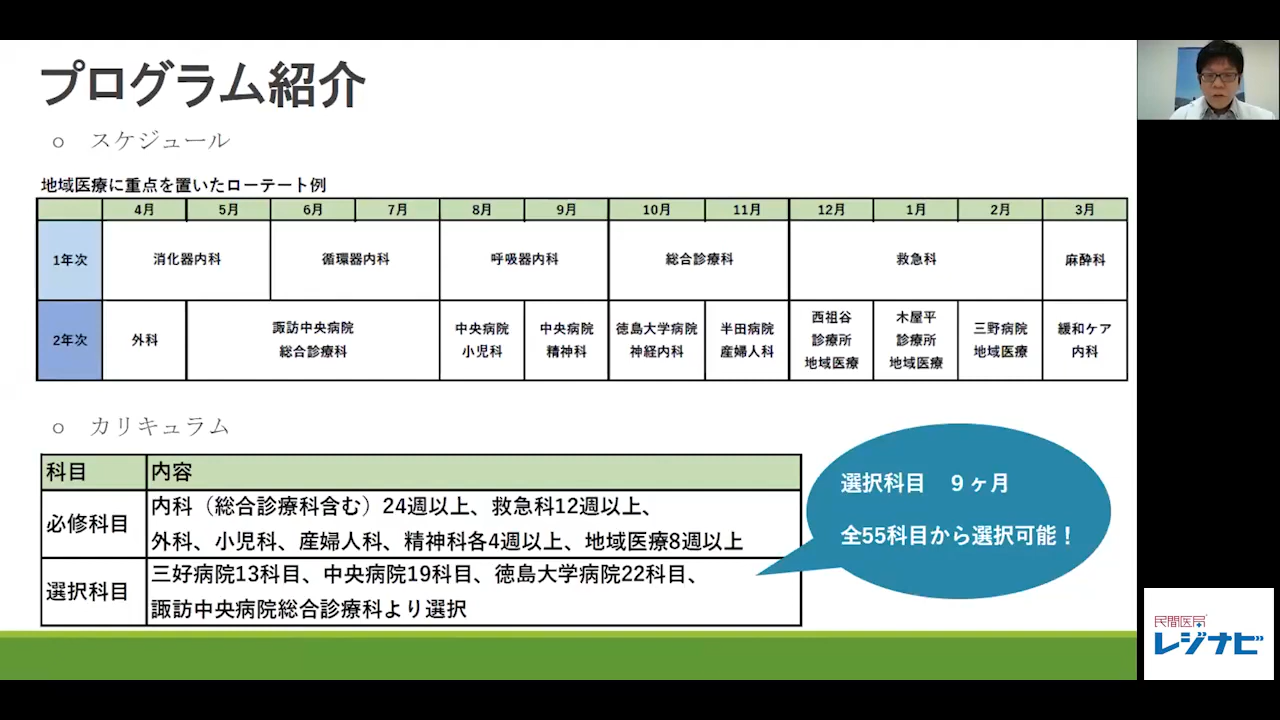 プログラム紹介
○ スケジュール
地域医療に重点を置いたローテート例
4月 5月 6月 7月 8月 9月 10月 11月 12月 1月 2月 3月
1年次 消化器内科 循環器内科 呼吸器内科 総合診療科 救急科 麻酔科
2年次
外科
諏訪中央病院
総合診療科
中央病院
小児科
中央病院
精神科
徳島大学病院
神経内科
半田病院
産婦人科
西祖谷
診療所
地域医療
木屋平
診療所
地域医療
三野病院
地域医療
緩和ケア
内科
○ カリキュラム
科目 内容
必修科目
内科（総合診療科含む）24週以上、救急科12週以上、
外科、小児科、産婦人科、精神科各4週以上、地域医療8週以上
選択科目
三好病院13科目、中央病院19科目、徳島大学病院22科目、
諏訪中央病院総合診療科より選択
選択科目 ９ヶ月
全55科目から選択可能！
民間医局
レジナビ